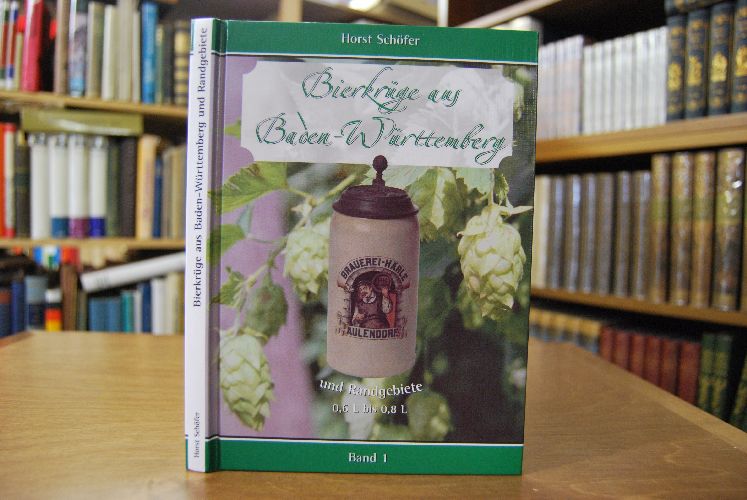 Horst Schöfer
Bierkrüge aus
Baden-Württemberg
BRAUEREI-HÄRLE
AULENDORF
und Randgebiete
0,6 L bis 0,8 L
Band 1
Bierkrüge aus Baden-Württemberg und Randgebiete
Horst Schöfer